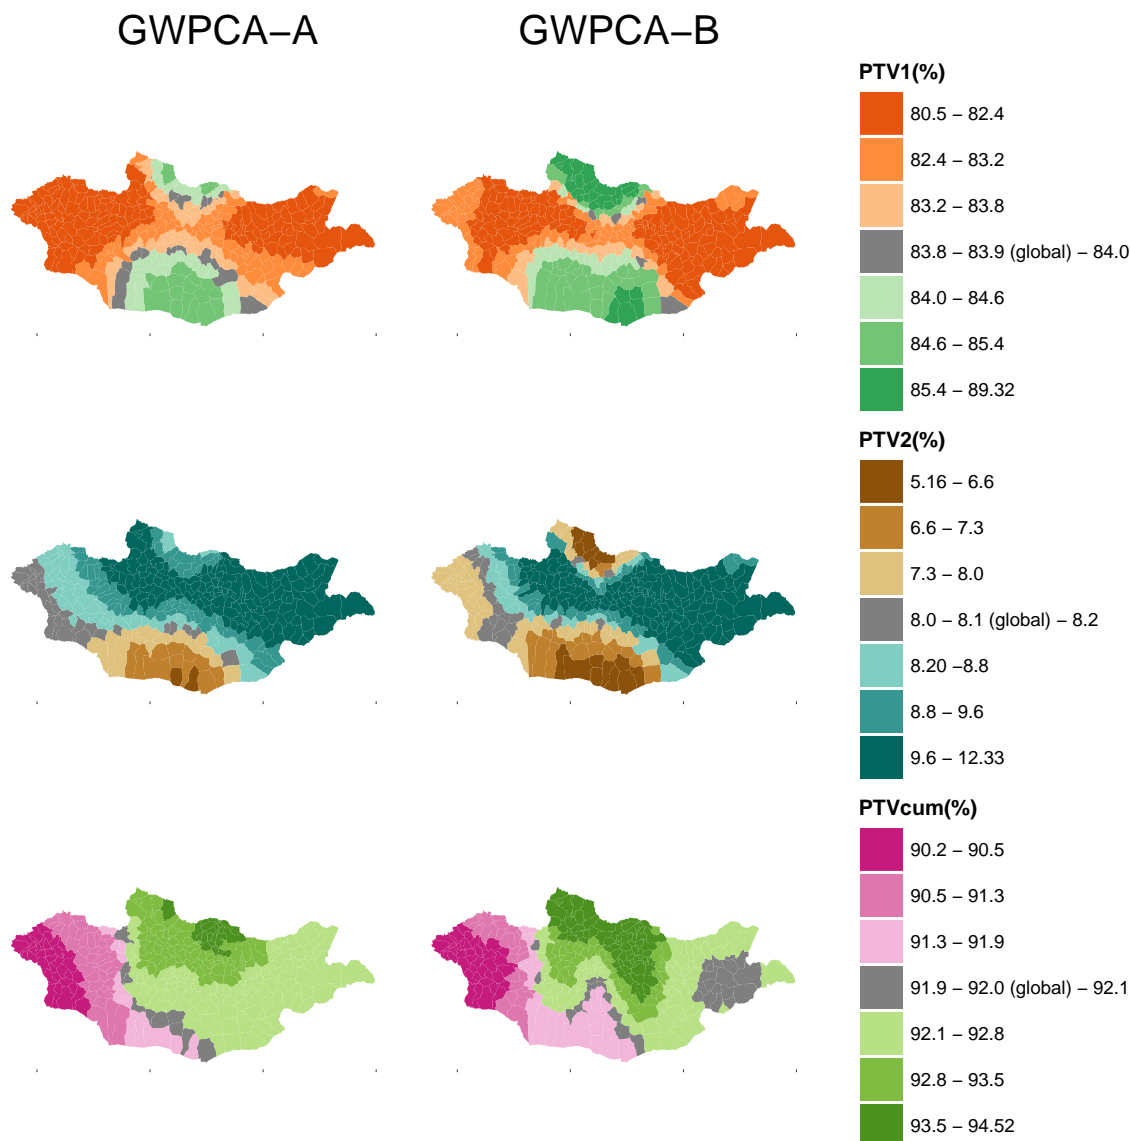 GWPCA−A
GWPCA−B
PTV1(%)
80.5 − 82.4
82.4 − 83.2
83.2 − 83.8
83.8 − 83.9 (global) − 84.0
84.0 − 84.6
84.6 − 85.4
85.4 − 89.32
PTV2(%)
5.16 − 6.6
6.6 − 7.3
7.3 − 8.0
8.0 − 8.1 (global) − 8.2
8.20 −8.8
8.8 − 9.6
9.6 − 12.33
PTVcum(%)
90.2 − 90.5
90.5 − 91.3
91.3 − 91.9
91.9 − 92.0 (global) − 92.1
92.1 − 92.8
92.8 − 93.5
93.5 − 94.52